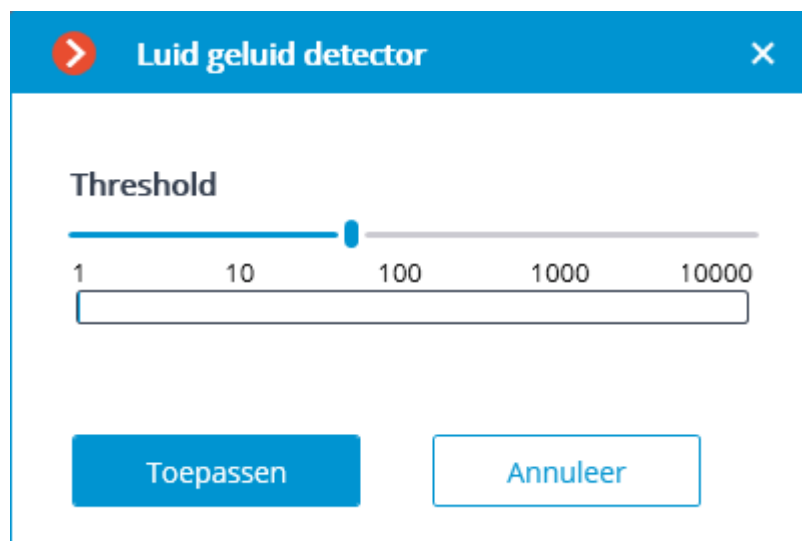 Luid geluid detector
Threshold
1 10 100 1000 10000
Toepassen Annuleer